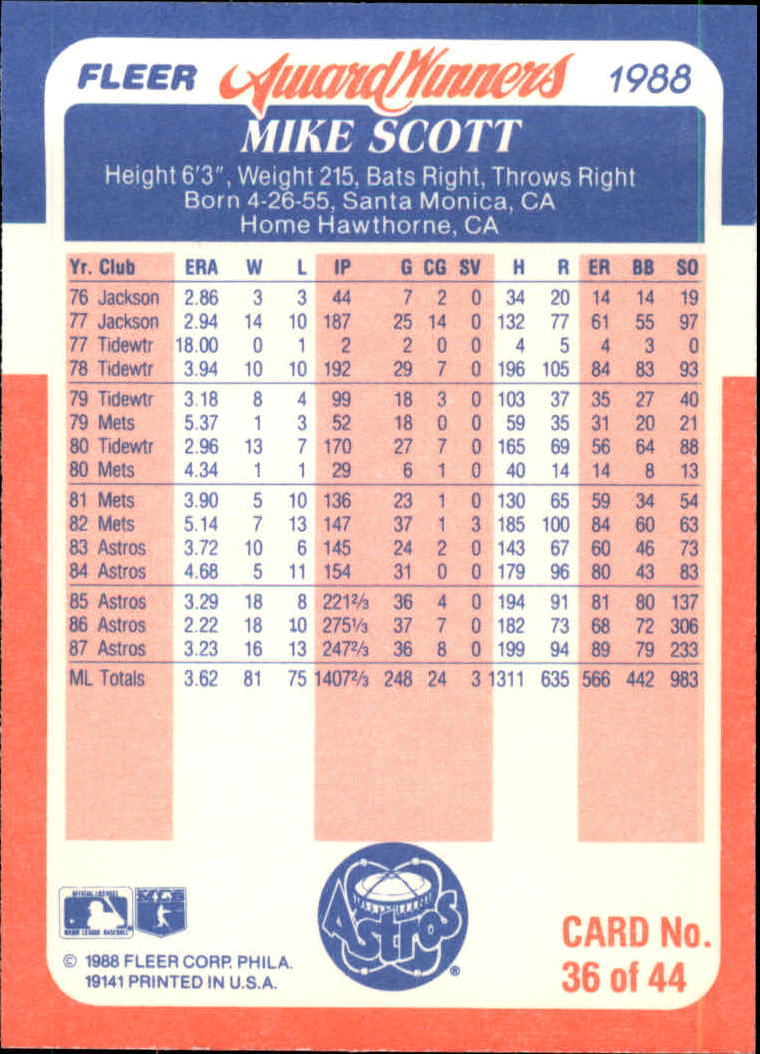 FLEER Award Winners 1988
MIKE SCOTT
Height 6'3", Weight 215, Bats Right, Throws Right
Born 4-26-55, Santa Monica, CA
Home Hawthorne, CA
Yr. Club ERA W L IP G CG SV H R ER BB SO
76 Jackson 2.86 3 3 44 7 2 0 34 20 14 14 19
77 Jackson 2.94 14 10 187 25 14 0 132 77 61 55 97
77 Tidewtr 18.00 0 1 2 2 0 0 4 5 4 3 0
78 Tidewtr 3.94 10 10 192 29 7 0 196 105 84 83 93
79 Tidewtr 3.18 8 4 99 18 3 0 103 37 35 27 40
79 Mets 5.37 1 3 52 18 0 0 59 35 31 20 21
80 Tidewtr 2.96 13 7 170 27 7 0 165 69 56 64 88
80 Mets 4.34 1 1 29 6 1 0 40 14 14 8 13
81 Mets 3.90 5 10 136 23 1 0 130 65 59 34 54
82 Mets 5.14 7 13 147 37 1 3 185 100 84 60 63
83 Astros 3.72 10 6 145 24 2 0 143 67 60 46 73
84 Astros 4.68 5 11 154 31 0 0 179 96 80 43 83
85 Astros 3.29 18 8 221⅔ 36 4 0 194 91 81 80 137
86 Astros 2.22 18 10 275⅓ 37 7 0 182 73 68 72 306
87 Astros 3.23 16 13 247⅔ 36 8 0 199 94 89 79 233
ML Totals 3.62 81 75 1407⅔ 248 24 3 1311 635 566 442 983
Astros ®
OFFICIAL LICENSEE
MAJOR LEAGUE BASEBALL
© 1988 FLEER CORP. PHILA.
19141 PRINTED IN U.S.A.
CARD No.
36 of 44